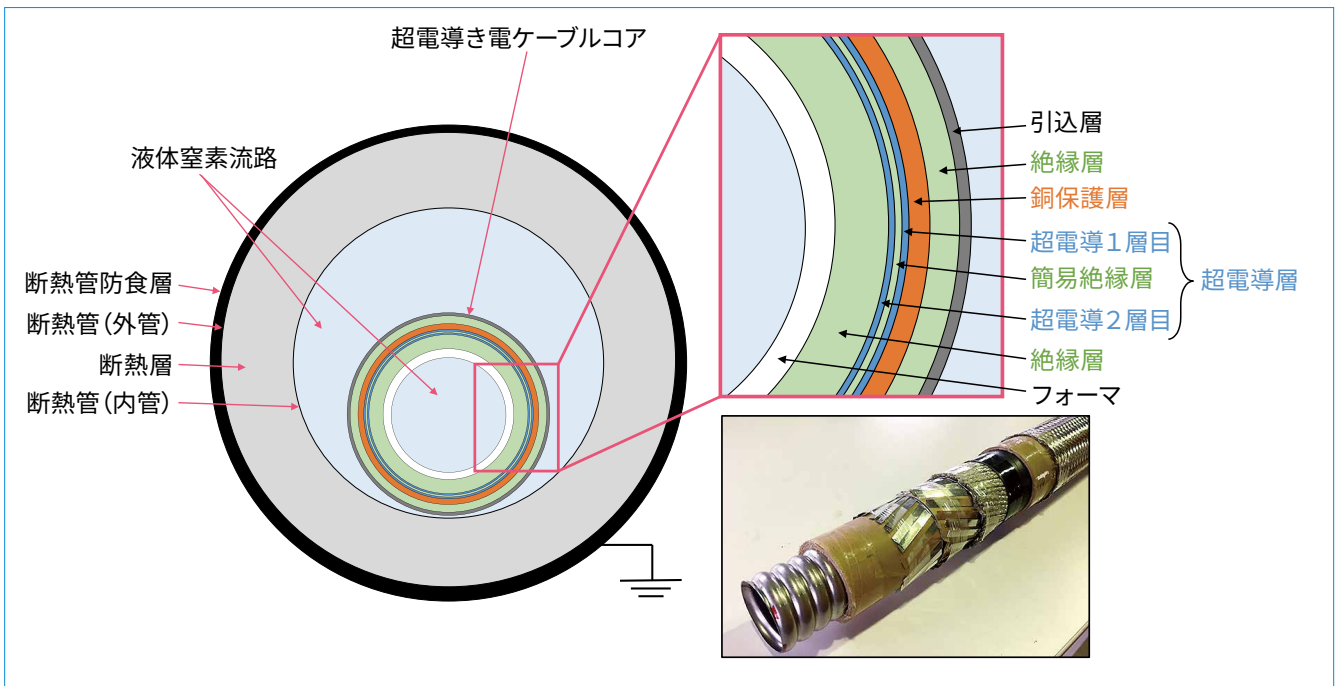 超電導き電ケーブルコア
液体窒素流路
断熱管防食層
断熱管(外管)
断熱層
断熱管(内管)
引込層
絶縁層
銅保護層
超電導1層目
簡易絶縁層
超電導2層目
超電導層
絶縁層
フォーマ